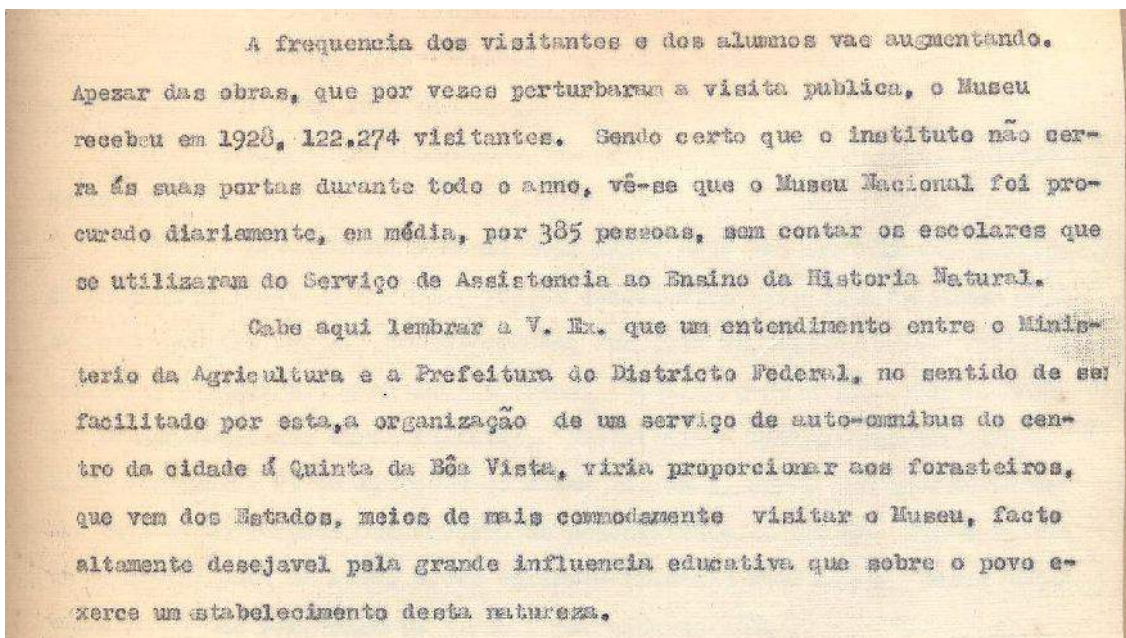 A frequencia dos visitantes e dos alumnos vae augmentando.
Apezar das obras, que por vezes perturbaram a visita publica, o Museu
recebeu em 1928, 122.274 visitantes. Sendo certo que o instituto não cer-
ra ás suas portas durante todo o anno, vê-se que o Museu Nacional foi pro-
curado diariamente, em média, por 385 pessoas, sem contar os escolares que
se utilizaram do Serviço de Assistencia ao Ensino da Historia Natural.
Cabe aqui lembrar a V. Ex. que um entendimento entre o Minis-
terio da Agricultura e a Prefeitura do Districto Federal, no sentido de ser
facilitado por esta,a organização de um serviço de auto-omnibus do cen-
tro da cidade á Quinta da Bôa Vista, viria proporcionar aos forasteiros,
que vem dos Estados, meios de mais commodamente visitar o Museu, facto
altamente desejavel pela grande influencia educativa que sobre o povo e-
xerce um estabelecimento desta natureza.